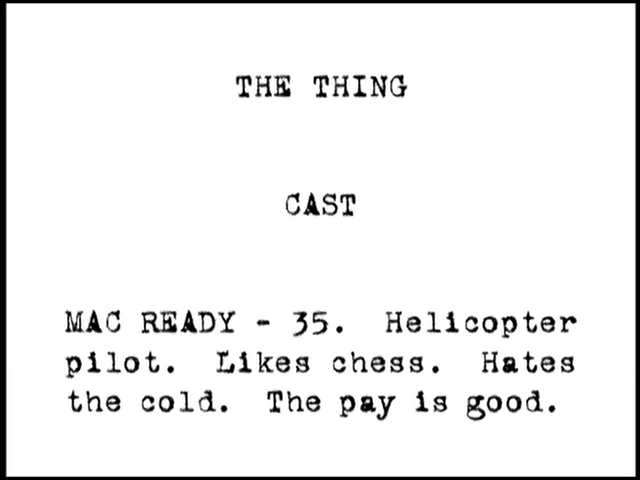 THE THING
CAST
MAC READY - 35.  Helicopter
pilot.  Likes chess.  Hates
the cold.  The pay is good.